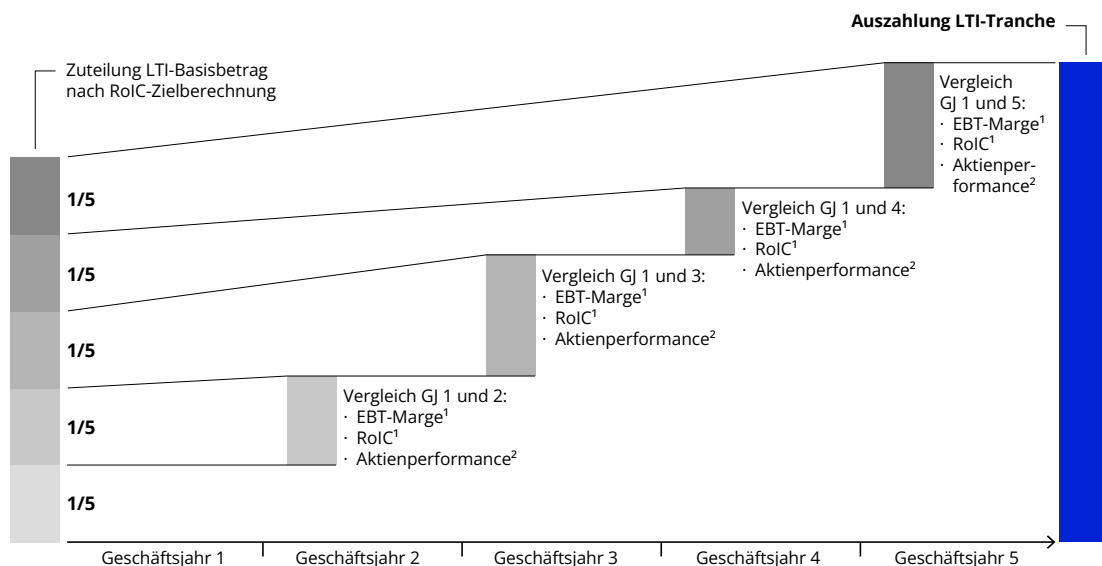 Auszahlung LTI-Tranche
Zuteilung LTI-Basisbetrag
nach RoIC-Zielberechnung
Vergleich
GJ 1 und 5:
· EBT-Marge¹
· RoIC¹
· Aktienper-
formance²
1/5
Vergleich GJ 1 und 4:
· EBT-Marge¹
· RoIC¹
· Aktienperformance²
1/5
Vergleich GJ 1 und 3:
· EBT-Marge¹
· RoIC¹
· Aktienperformance²
1/5
Vergleich GJ 1 und 2:
· EBT-Marge¹
· RoIC¹
· Aktienperformance²
1/5
1/5
Geschäftsjahr 1
Geschäftsjahr 2
Geschäftsjahr 3
Geschäftsjahr 4
Geschäftsjahr 5